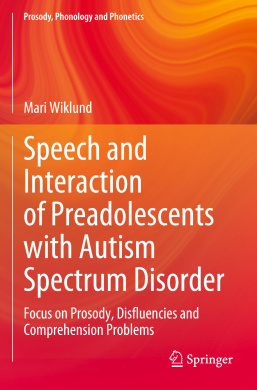 Prosody, Phonology and Phonetics
Mari Wiklund
Speech and
Interaction
of Preadolescents
with Autism
Spectrum Disorder
Focus on Prosody, Disfluencies and
Comprehension Problems
Springer